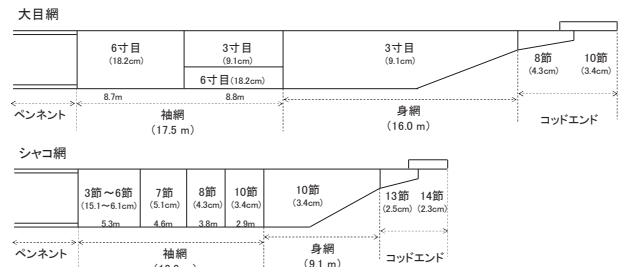 大目網
6寸目
(18.2cm)
3寸目
(9.1cm)
6寸目(18.2cm)
3寸目
(9.1cm)
8節
(4.3cm)
10節
(3.4cm)
8.7m
8.8m
ペンネント
袖網
(17.5 m)
身網
(16.0 m)
コッドエンド
シャコ網
3節～6節
(15.1～6.1cm)
5.3m
7節
(5.1cm)
4.6m
8節
(4.3cm)
3.8m
10節
(3.4cm)
2.9m
10節
(3.4cm)
13節
(2.5cm)
14節
(2.3cm)
ペンネント
袖網
身網
(9.1 m)
コッドエンド